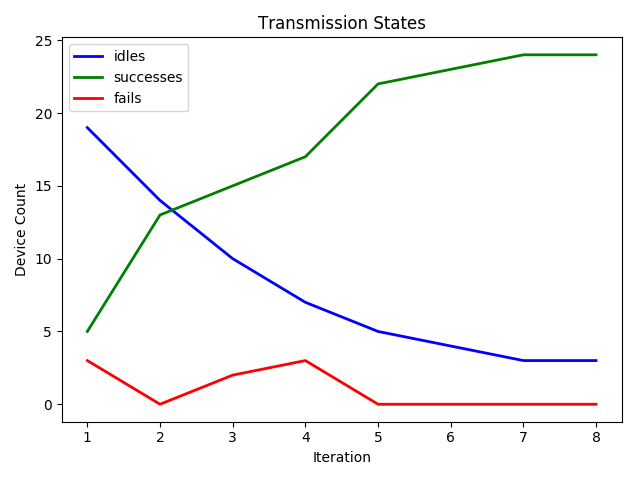 Transmission States
idles
successes
fails
25
20
15
10
5
0
Device Count
1 2 3 4 5 6 7 8
Iteration